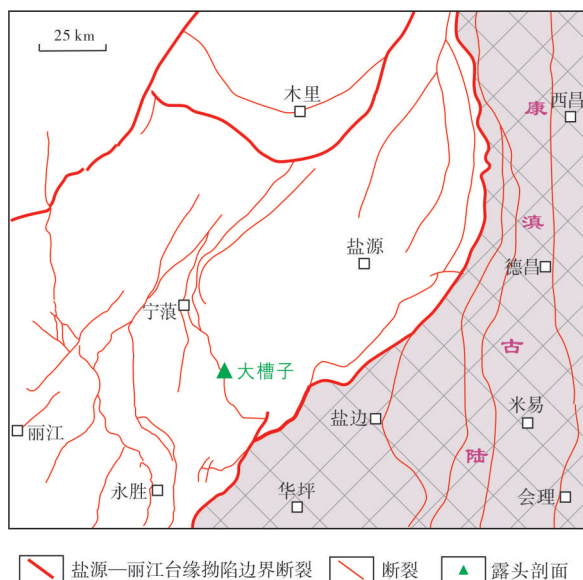 25 km
木里
康
西昌
滇
盐源
德昌
宁蒗
古
大槽子
米易
盐边
丽江
陆
永胜
华坪
会理
盐源—丽江台缘拗陷边界断裂
断裂
露头剖面